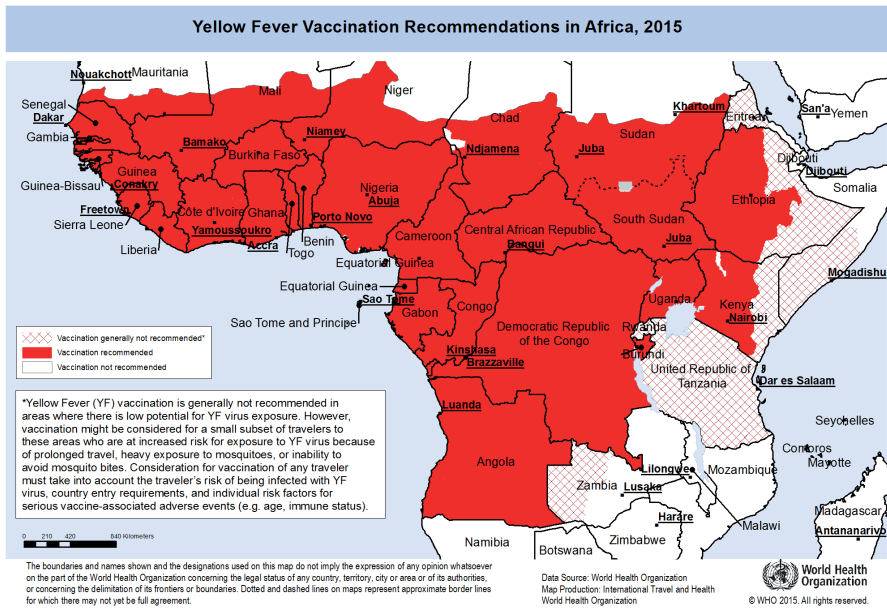 Yellow Fever Vaccination Recommendations in Africa, 2015
Nouakchott
Mauritania
Mali
Niger
Chad
Khartoum
Sudan
Eritrea
San'a
Yemen
Senegal
Dakar
Gambia
Bamako
Niamey
Burkina Faso
Ndjamena
Juba
Djibouti
Djibouti
Somalia
Guinea-Bissau
Guinea
Conakry
Nigeria
Abuja
Ethiopia
Freetown
Sierra Leone
Côte d'Ivoire
Ghana
Porto Novo
South Sudan
Yamoussoukro
Accra
Liberia
Togo
Benin
Cameroon
Central African Republic
Bangui
Juba
Equatorial Guinea
Mogadishu
Equatorial Guinea
Sao Tome
Gabon
Congo
Uganda
Kenya
Nairobi
Sao Tome and Principe
Democratic Republic
of the Congo
Rwanda
Burundi
Kinshasa
Brazzaville
United Republic of
Tanzania
Dar es Salaam
Luanda
Seychelles
Angola
Comoros
Mayotte
Lilongwe
Mozambique
Zambia
Lusaka
Madagascar
Harare
Malawi
Antananarivo
Namibia
Botswana
Zimbabwe
Vaccination generally not recommended*
Vaccination recommended
Vaccination not recommended
*Yellow Fever (YF) vaccination is generally not recommended in
areas where there is low potential for YF virus exposure. However,
vaccination might be considered for a small subset of travelers to
these areas who are at increased risk for exposure to YF virus because
of prolonged travel, heavy exposure to mosquitoes, or inability to
avoid mosquito bites. Consideration for vaccination of any traveler
must take into account the traveler's risk of being infected with YF
virus, country entry requirements, and individual risk factors for
serious vaccine-associated adverse events (e.g. age, immune status).
0 210 420 840 Kilometers
The boundaries and names shown and the designations used on this map do not imply the expression of any opinion whatsoever
on the part of the World Health Organization concerning the legal status of any country, territory, city or area or of its authorities,
or concerning the delimitation of its frontiers or boundaries. Dotted and dashed lines on maps represent approximate border lines
for which there may not yet be full agreement.
Data Source: World Health Organization
Map Production: International Travel and Health
World Health Organization
World Health
Organization
© WHO 2015. All rights reserved.